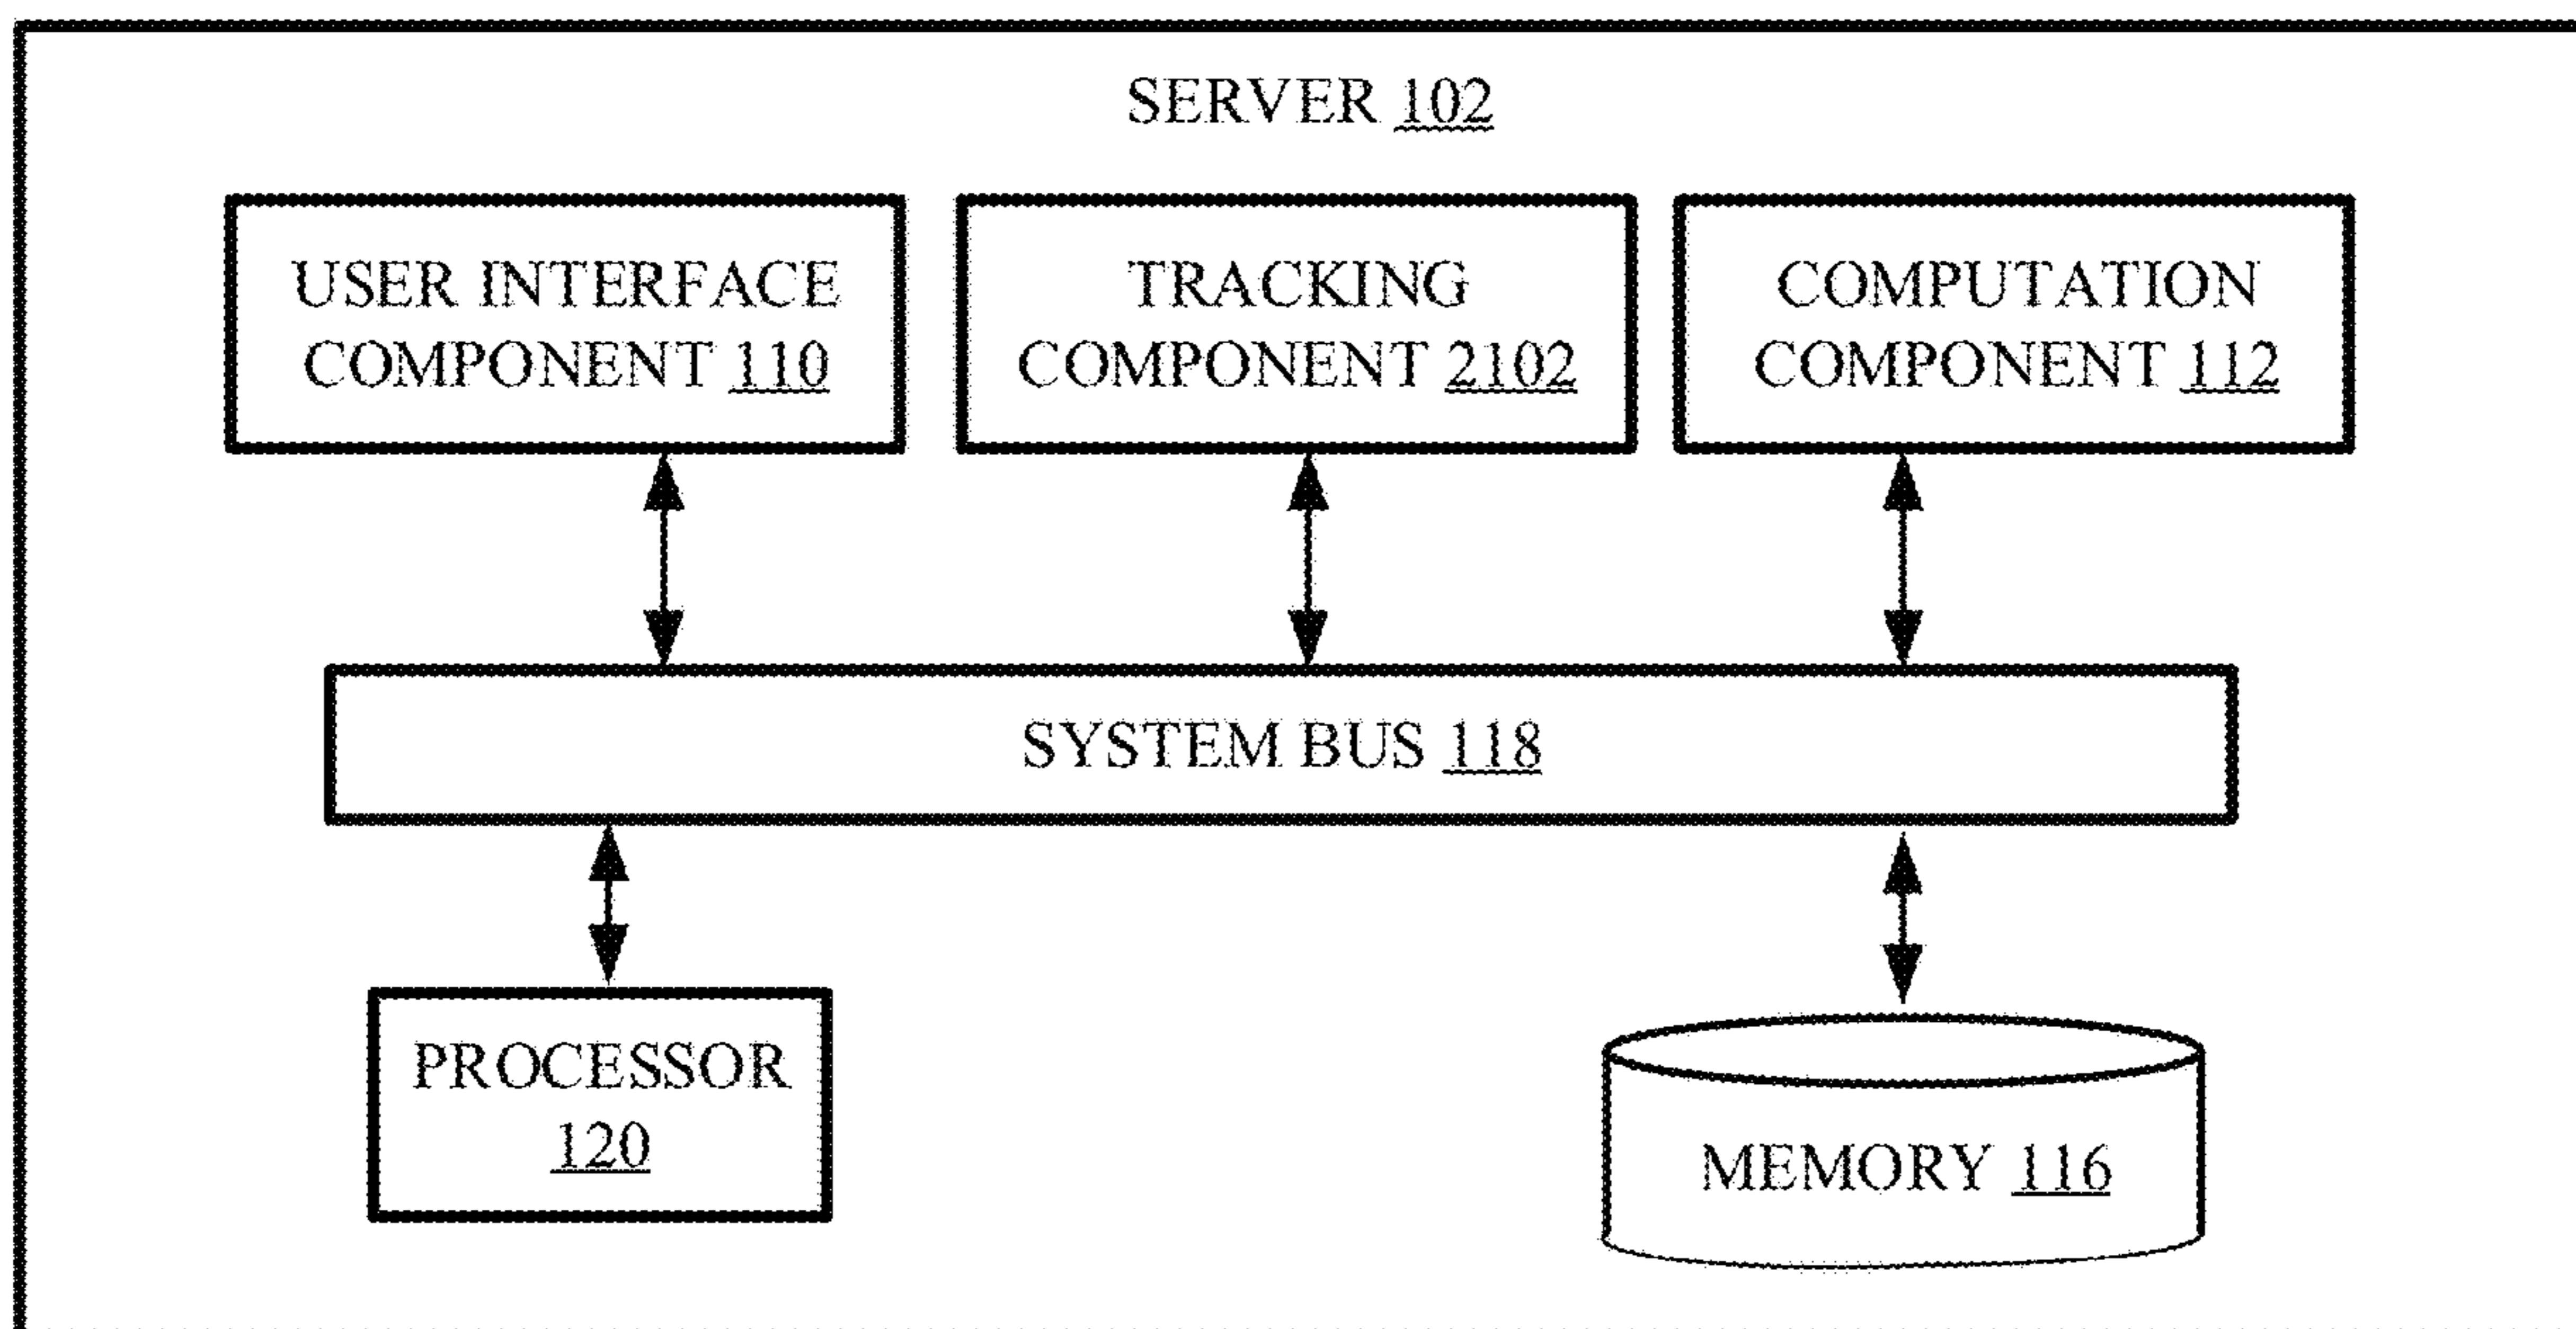 SERVER 102
USER INTERFACE
COMPONENT 110
TRACKING
COMPONENT 2102
COMPUTATION
COMPONENT 112
SYSTEM BUS 118
PROCESSOR
120
MEMORY 116